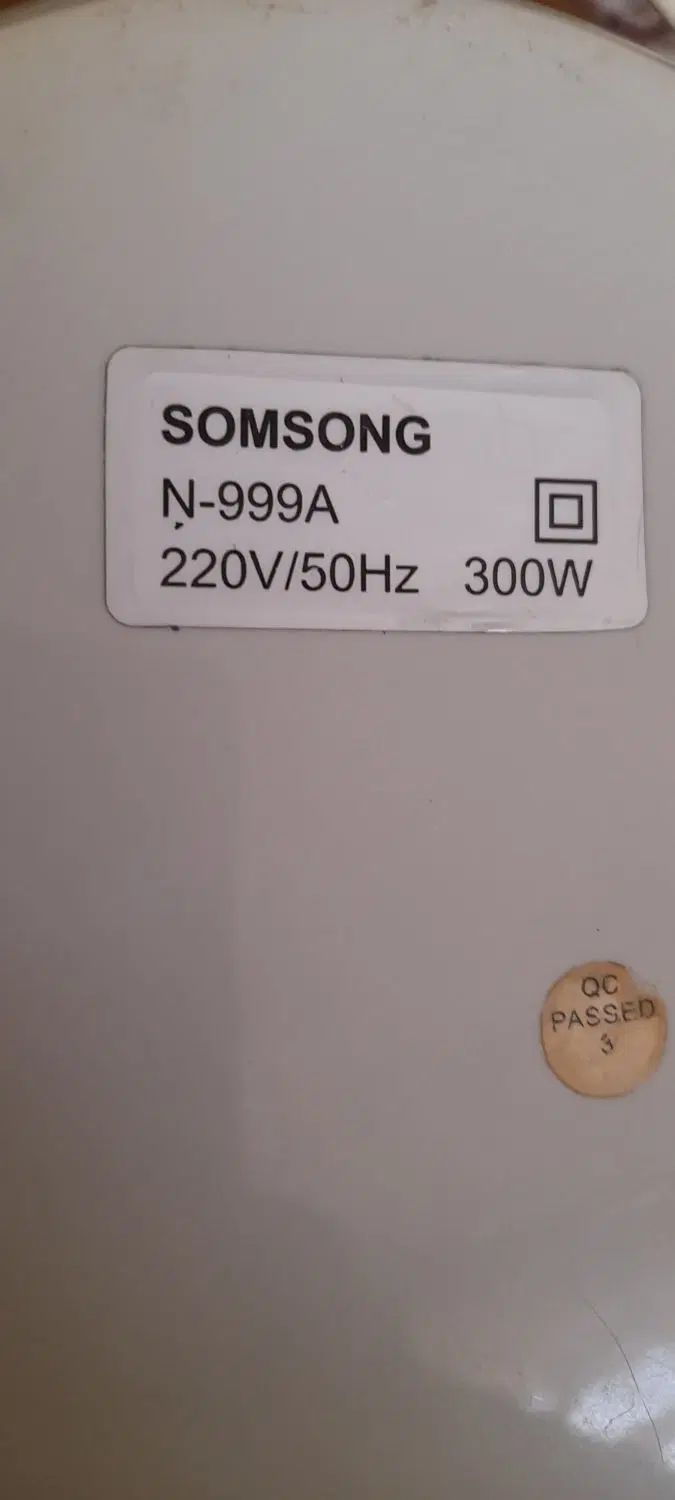 SOMSONG
N-999A
220V/50Hz 300W
QC
PASSED
3